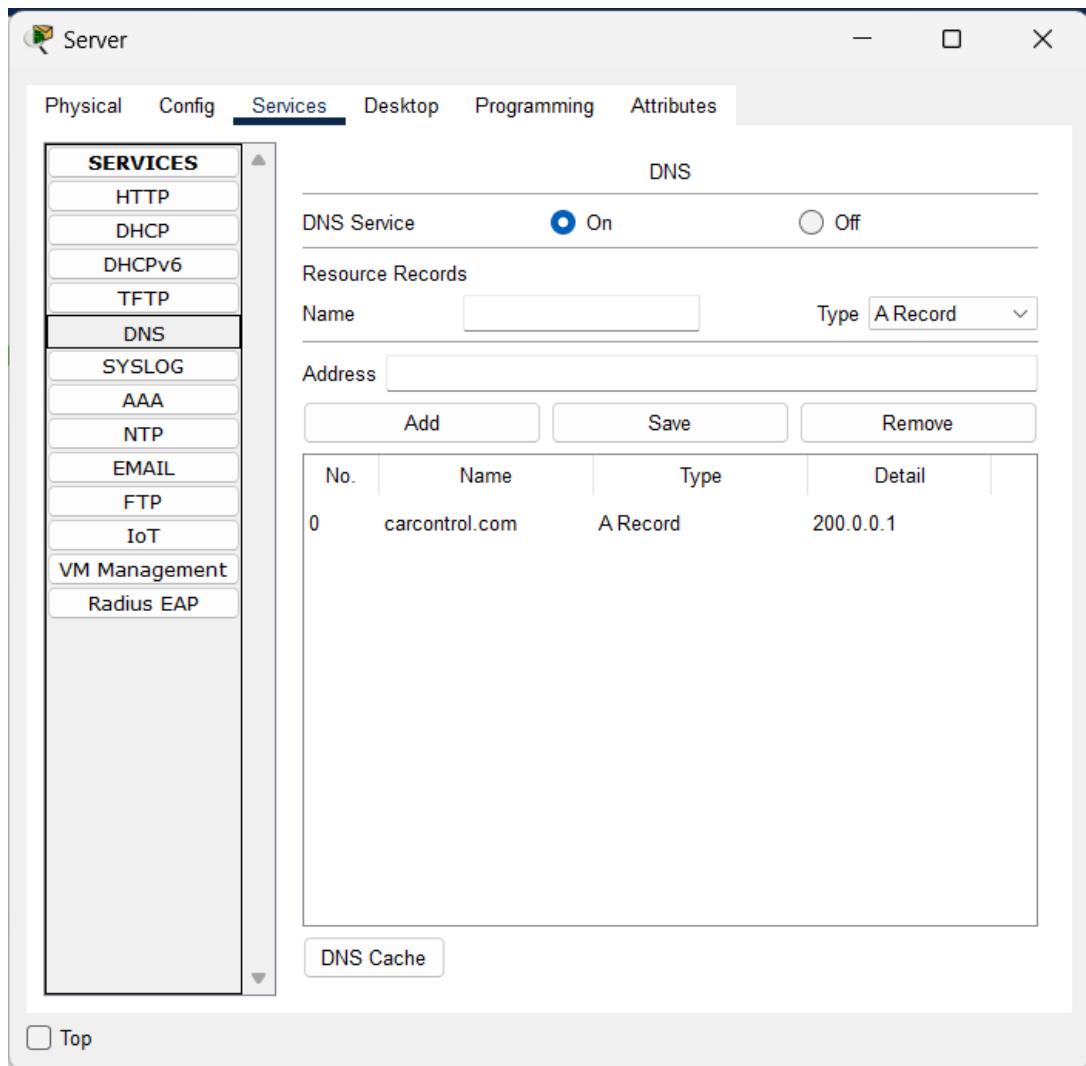 Server
Physical Config Services Desktop Programming Attributes
SERVICES
HTTP
DHCP
DHCPv6
TFTP
DNS
SYSLOG
AAA
NTP
EMAIL
FTP
IoT
VM Management
Radius EAP
DNS
DNS Service On Off
Resource Records
Name Type A Record
Address
Add Save Remove
No. Name Type Detail
0 carcontrol.com A Record 200.0.0.1
DNS Cache
Top